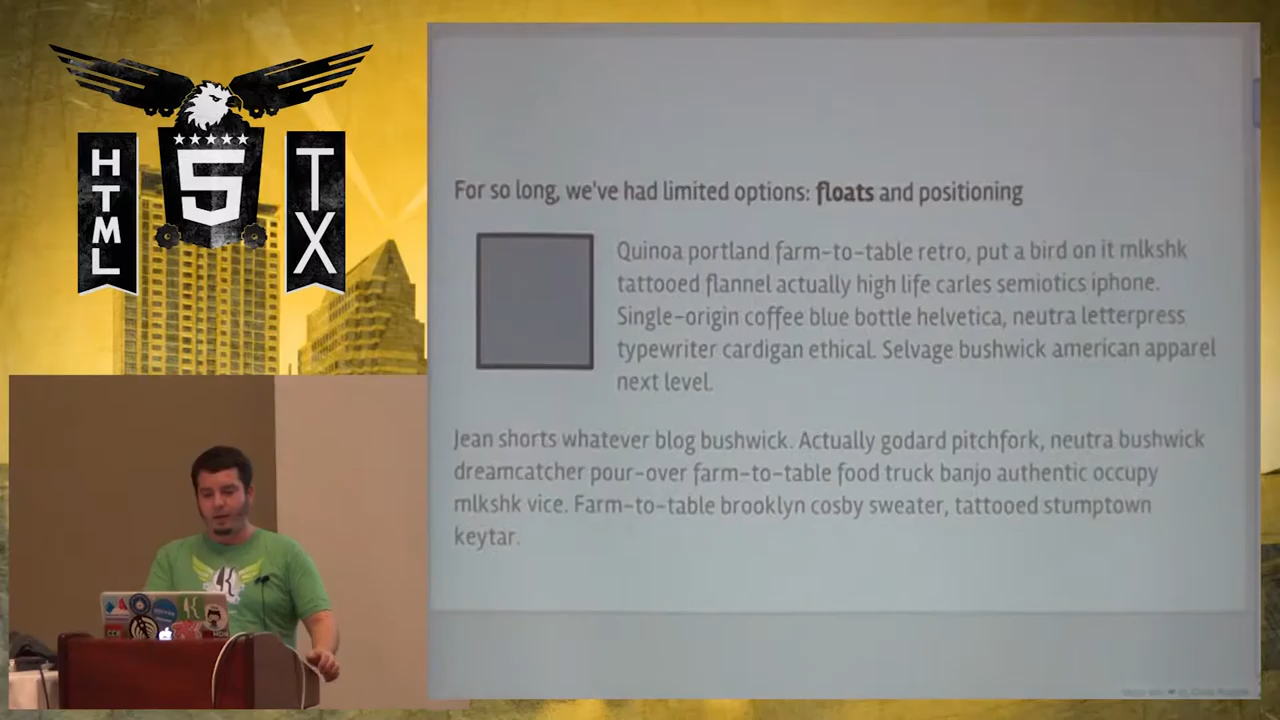 HTML
5
TX
For so long, we've had limited options: floats and positioning
Quinoa portland farm-to-table retro, put a bird on it mlkshk
tattooed flannel actually high life carles semiotics iphone.
Single-origin coffee blue bottle helvetica, neutra letterpress
typewriter cardigan ethical. Selvage bushwick american apparel
next level.
Jean shorts whatever blog bushwick. Actually godard pitchfork, neutra bushwick
dreamcatcher pour-over farm-to-table food truck banjo authentic occupy
mlkshk vice. Farm-to-table brooklyn cosby sweater, tattooed stumptown
keytar.